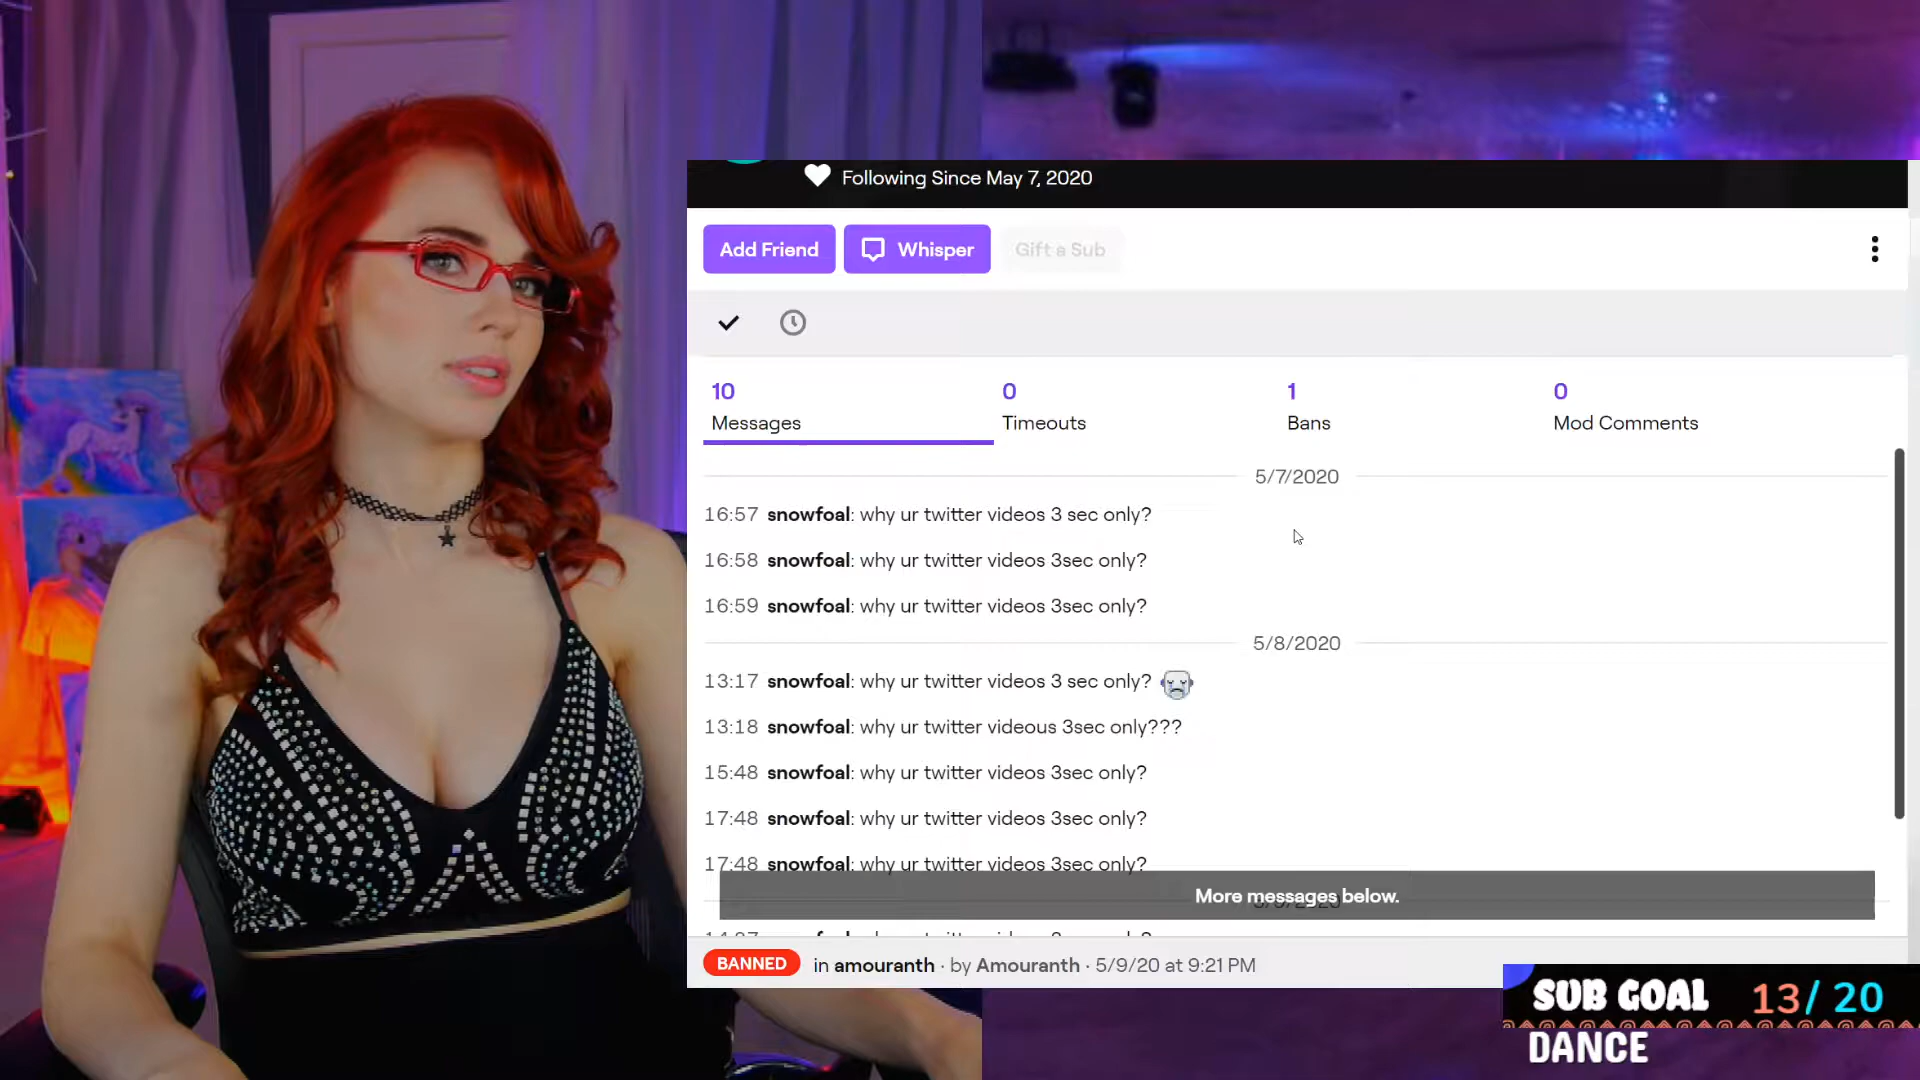 Following Since May 7, 2020
Add Friend
Whisper
Gift a Sub
10
0
1
0
Messages
Timeouts
Bans
Mod Comments
5/7/2020
16:57 snowfoal: why ur twitter videos 3 sec only?
16:58 snowfoal: why ur twitter videos 3sec only?
16:59 snowfoal: why ur twitter videos 3sec only?
5/8/2020
13:17 snowfoal: why ur twitter videos 3 sec only?
13:18 snowfoal: why ur twitter videous 3sec only???
15:48 snowfoal: why ur twitter videos 3sec only?
17:48 snowfoal: why ur twitter videos 3sec only?
17:48 snowfoal: why ur twitter videos 3sec only?
More messages below.
BANNED in amouranth · by Amouranth · 5/9/20 at 9:21 PM
SUB GOAL 13/ 20
DANCE